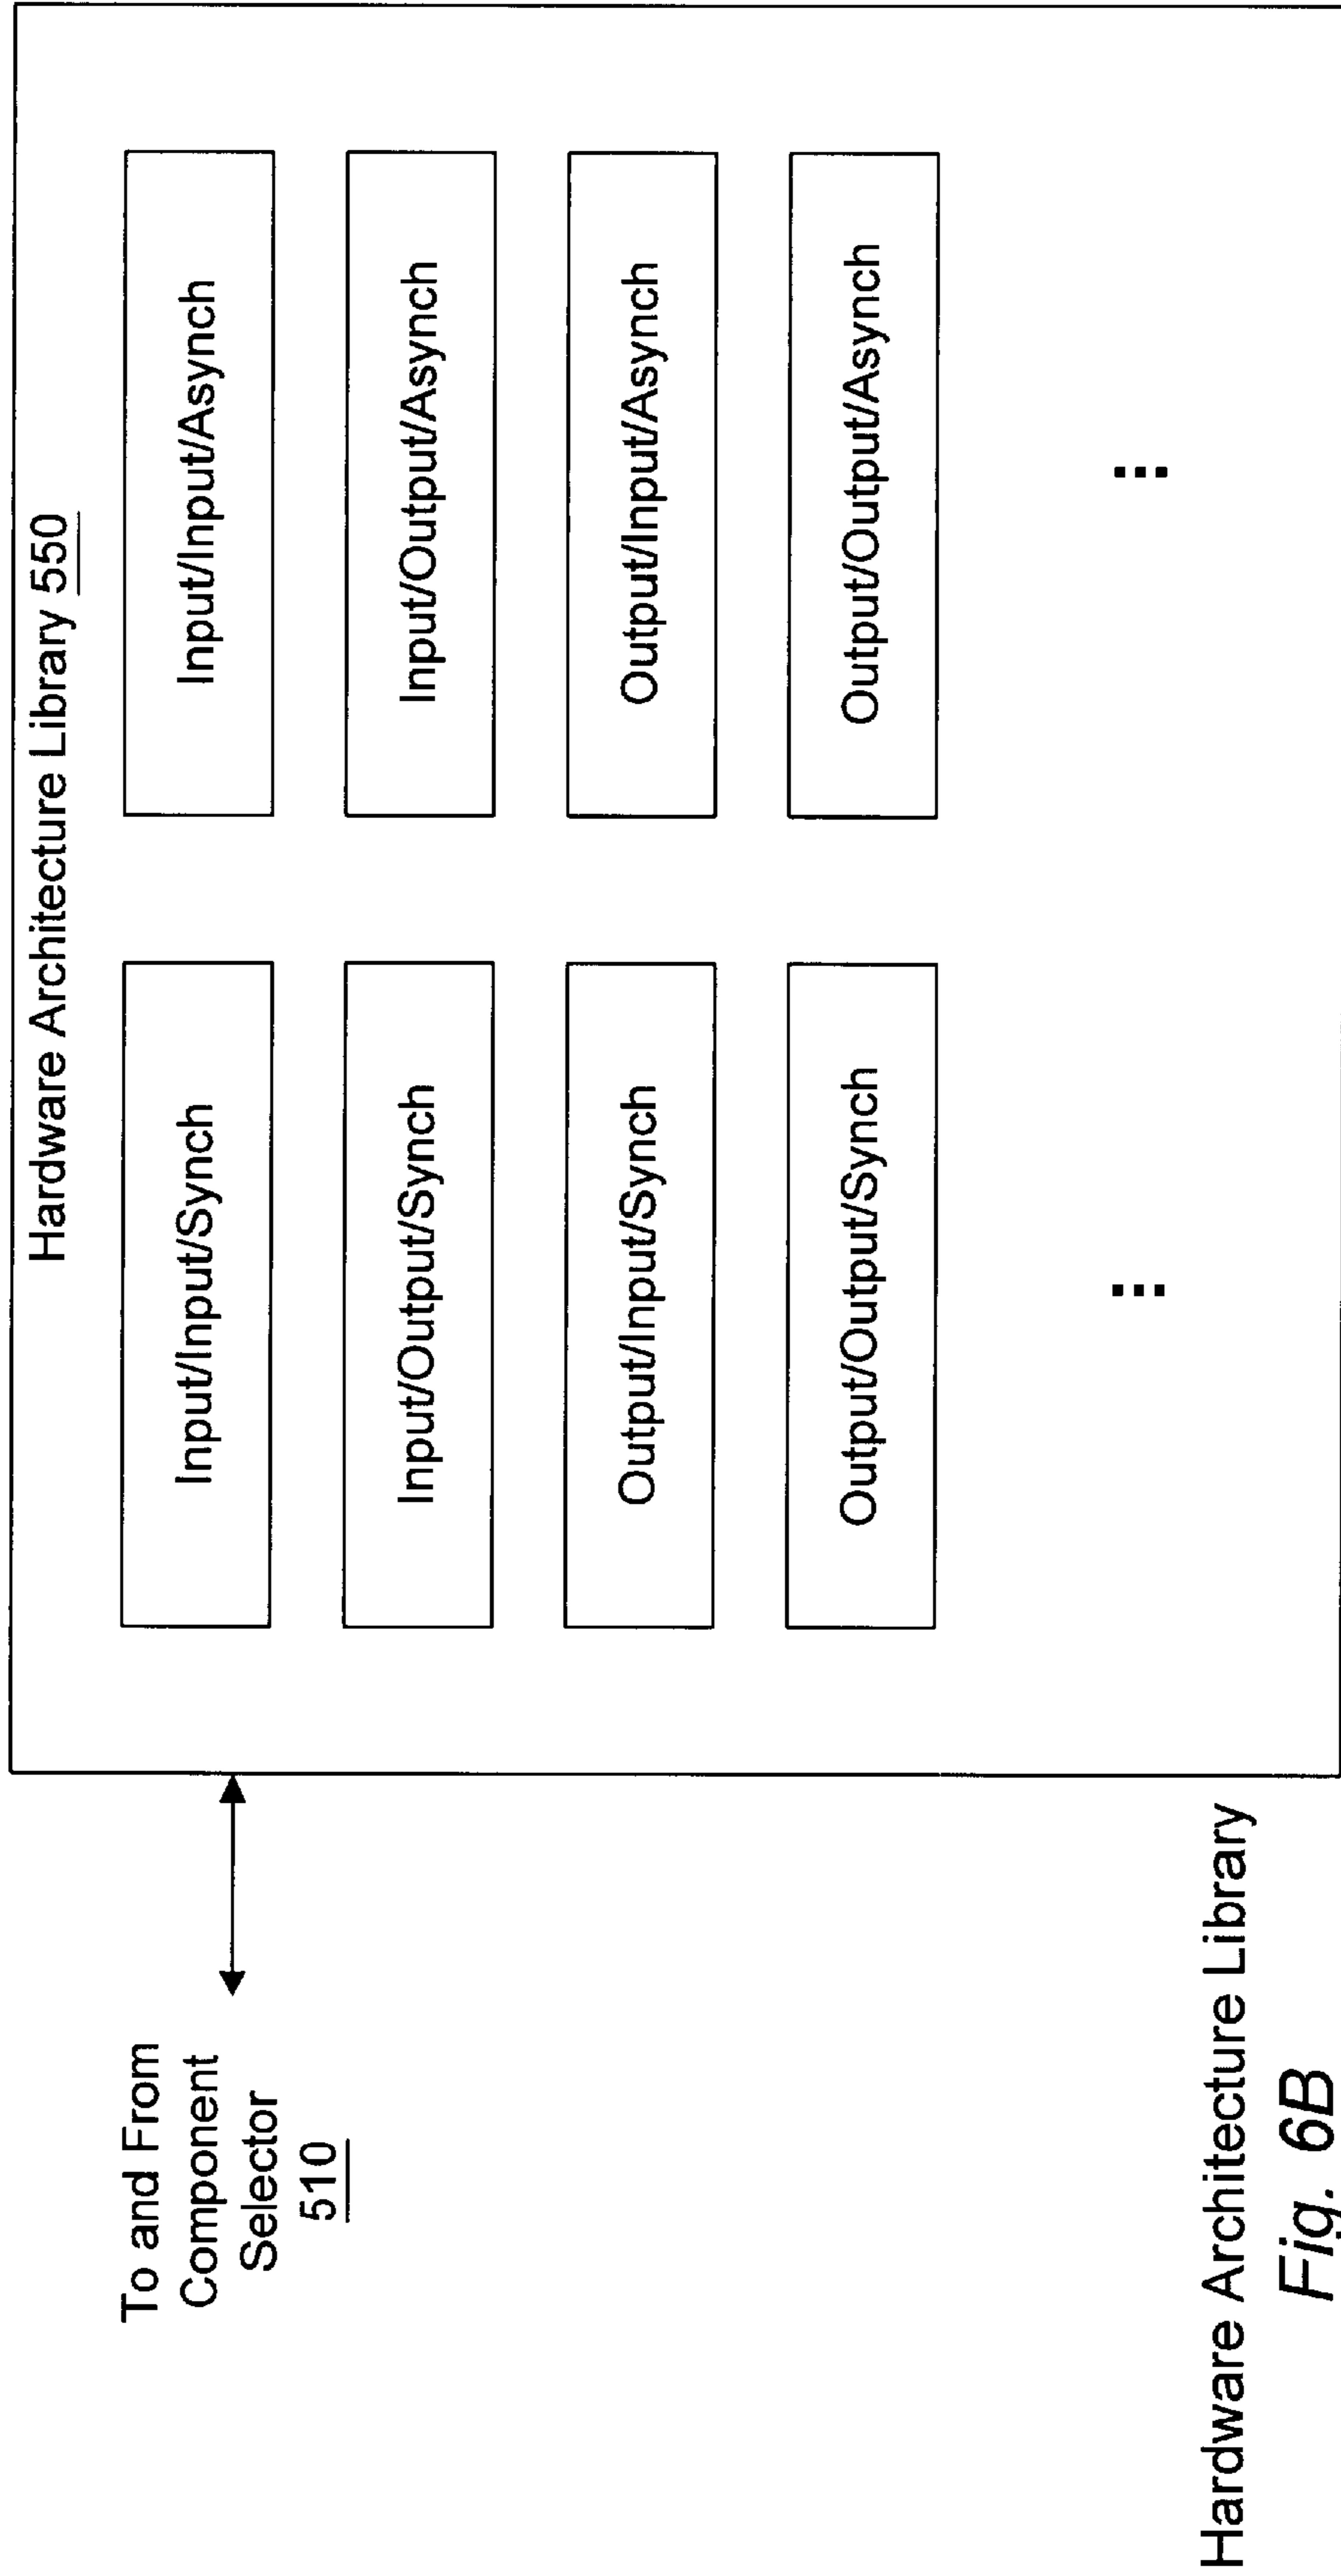 Hardware Architecture Library 550
To and From
Component
Selector
510
Input/Input/Synch
Input/Input/Asynch
Input/Output/Synch
Input/Output/Asynch
Output/Input/Synch
Output/Input/Asynch
Output/Output/Synch
Output/Output/Asynch
⋮
⋮
Hardware Architecture Library
Fig. 6B